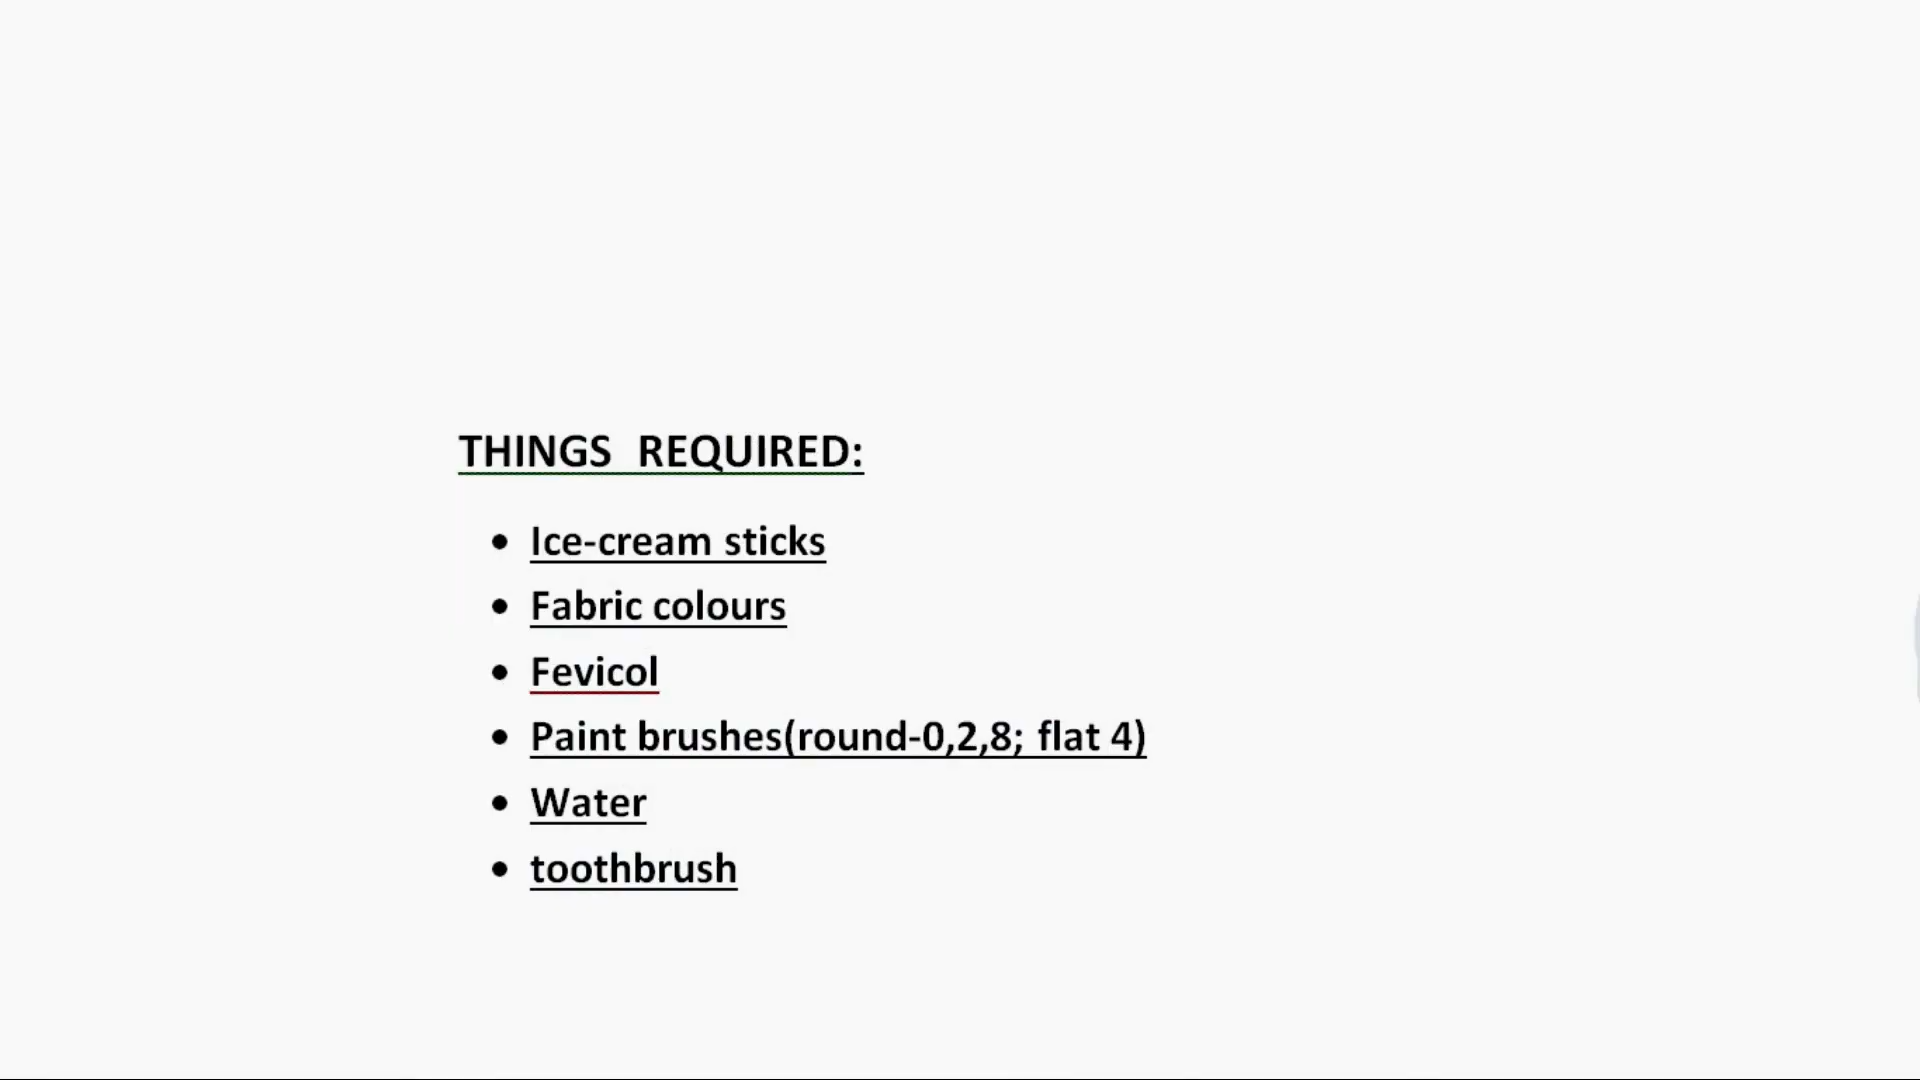 THINGS REQUIRED:
• Ice-cream sticks
• Fabric colours
• Fevicol
• Paint brushes(round-0,2,8; flat 4)
• Water
• toothbrush